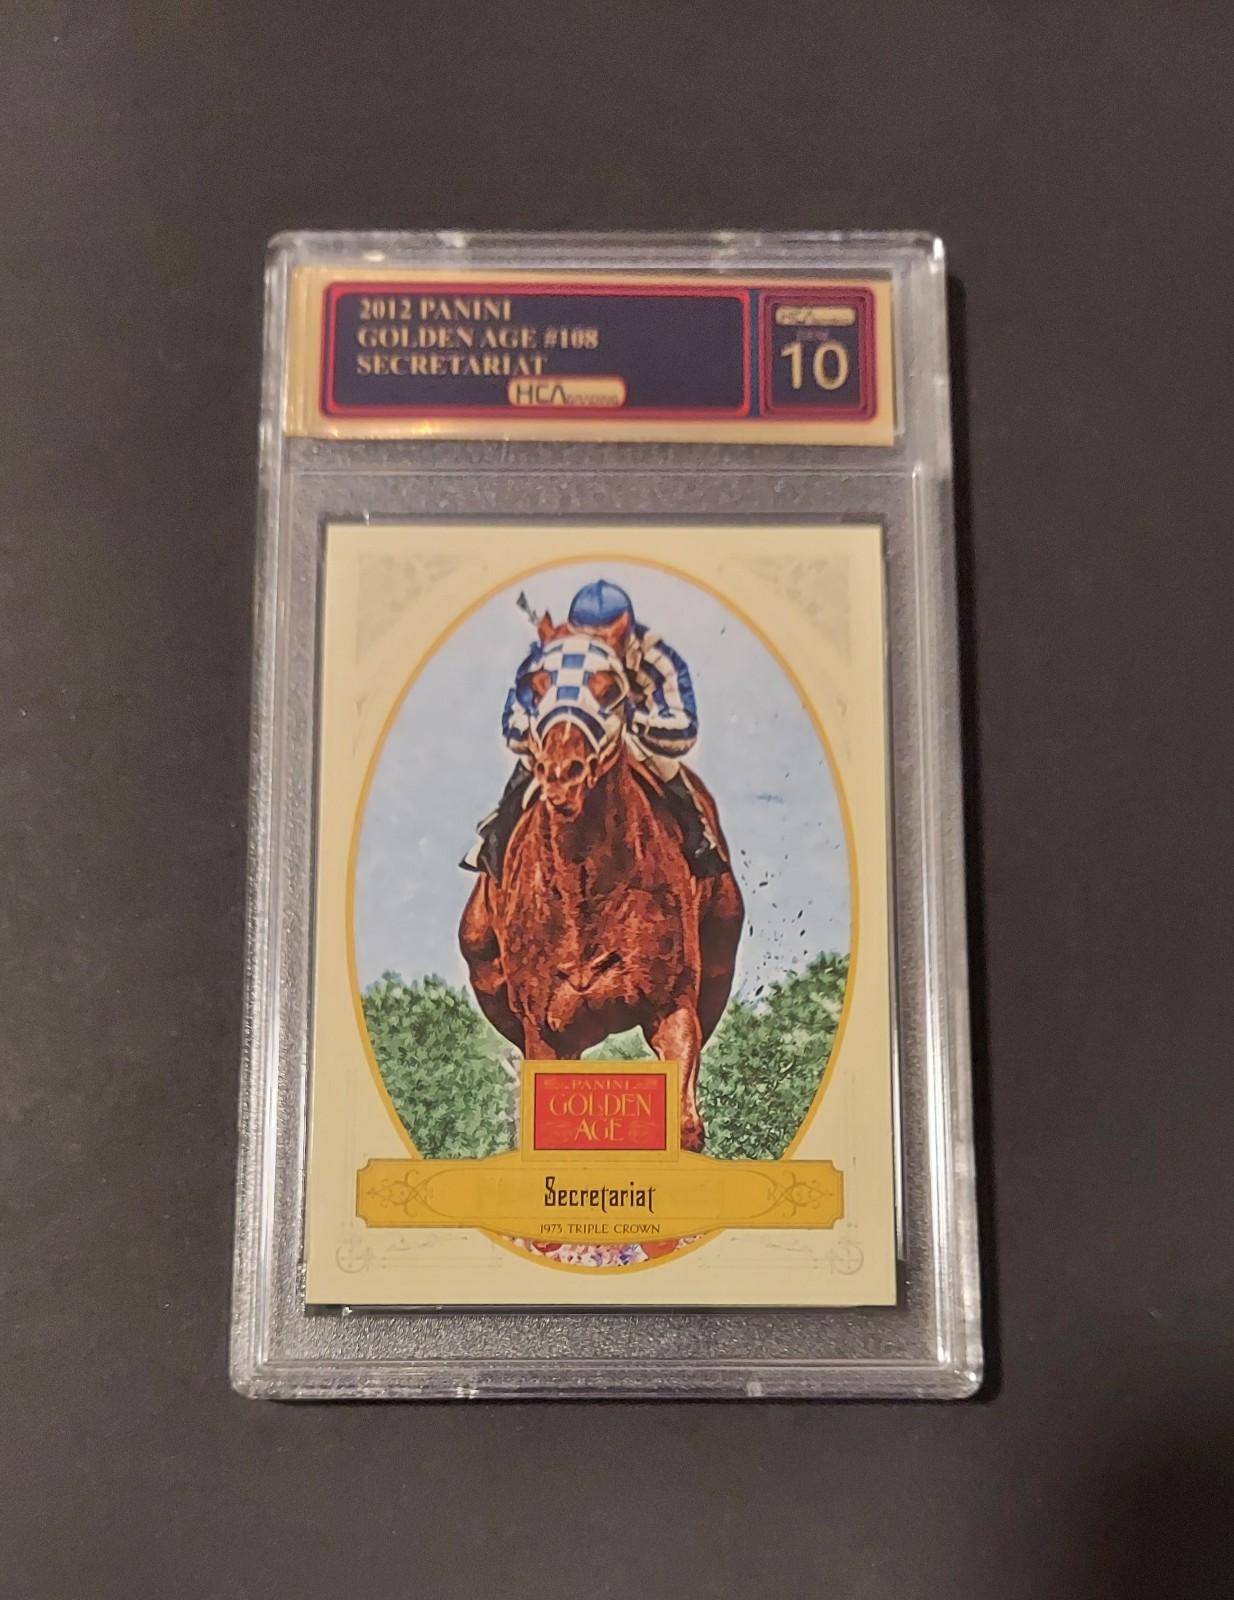 2012 PANINI
GOLDEN AGE #108
SECRETARIAT
HCA
10
PANINI
GOLDEN
AGE
Secretariat
1973 TRIPLE CROWN